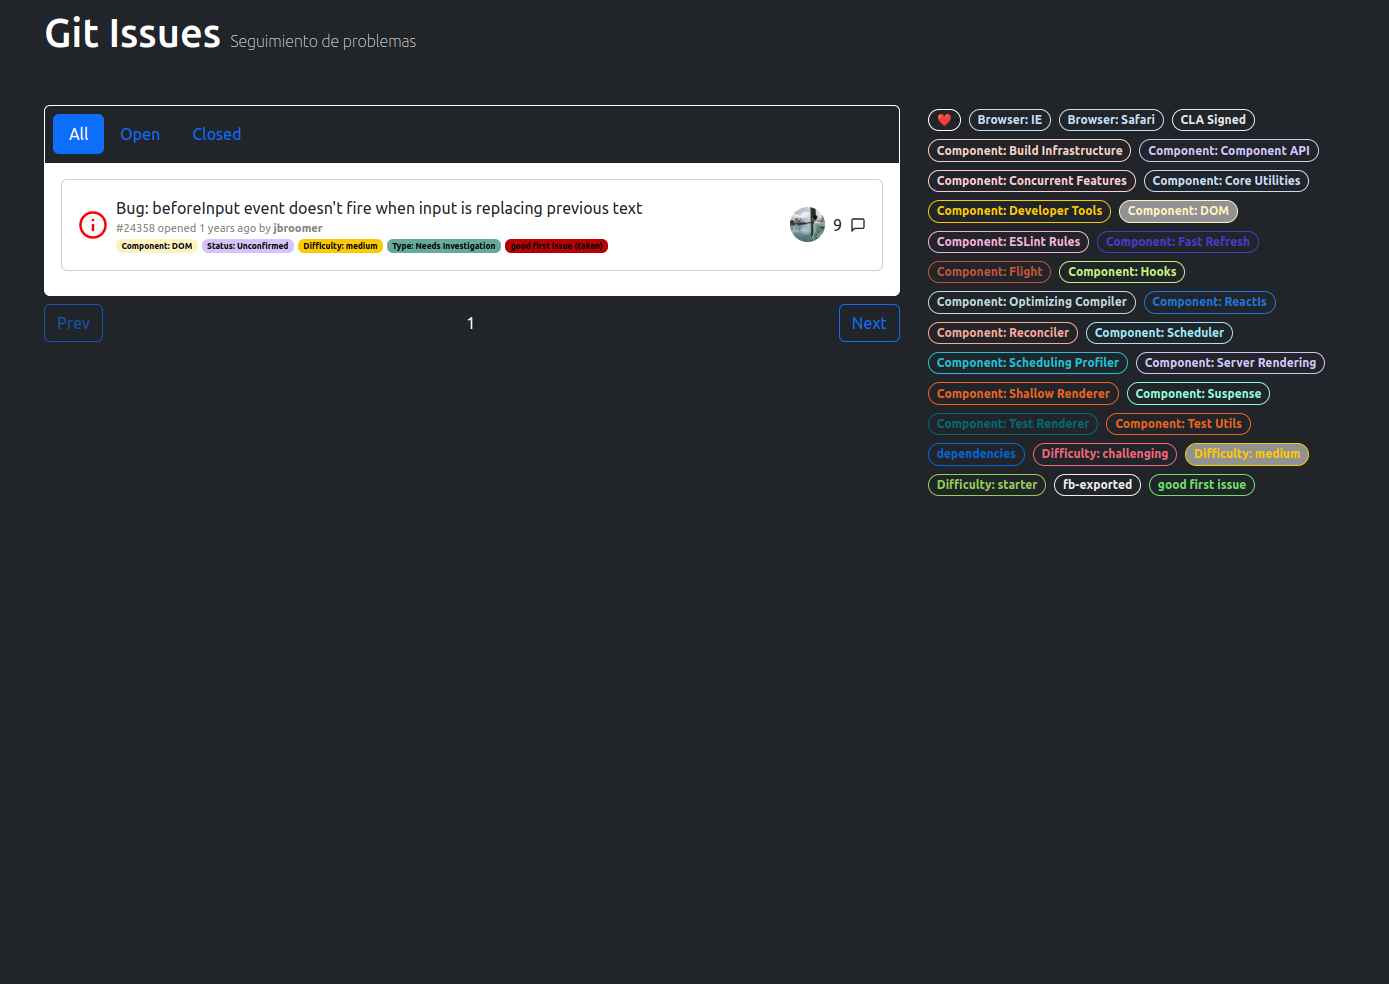 Git Issues Seguimiento de problemas
All Open Closed
Bug: beforeInput event doesn't fire when input is replacing previous text
#24358 opened 1 years ago by jbroomer
9
Component: DOM Status: Unconfirmed Difficulty: medium Type: Needs Investigation good first issue (taken)
Prev 1 Next
❤️ Browser: IE Browser: Safari CLA Signed
Component: Build Infrastructure Component: Component API
Component: Concurrent Features Component: Core Utilities
Component: Developer Tools Component: DOM
Component: ESLint Rules Component: Fast Refresh
Component: Flight Component: Hooks
Component: Optimizing Compiler Component: ReactIs
Component: Reconciler Component: Scheduler
Component: Scheduling Profiler Component: Server Rendering
Component: Shallow Renderer Component: Suspense
Component: Test Renderer Component: Test Utils
dependencies Difficulty: challenging Difficulty: medium
Difficulty: starter fb-exported good first issue